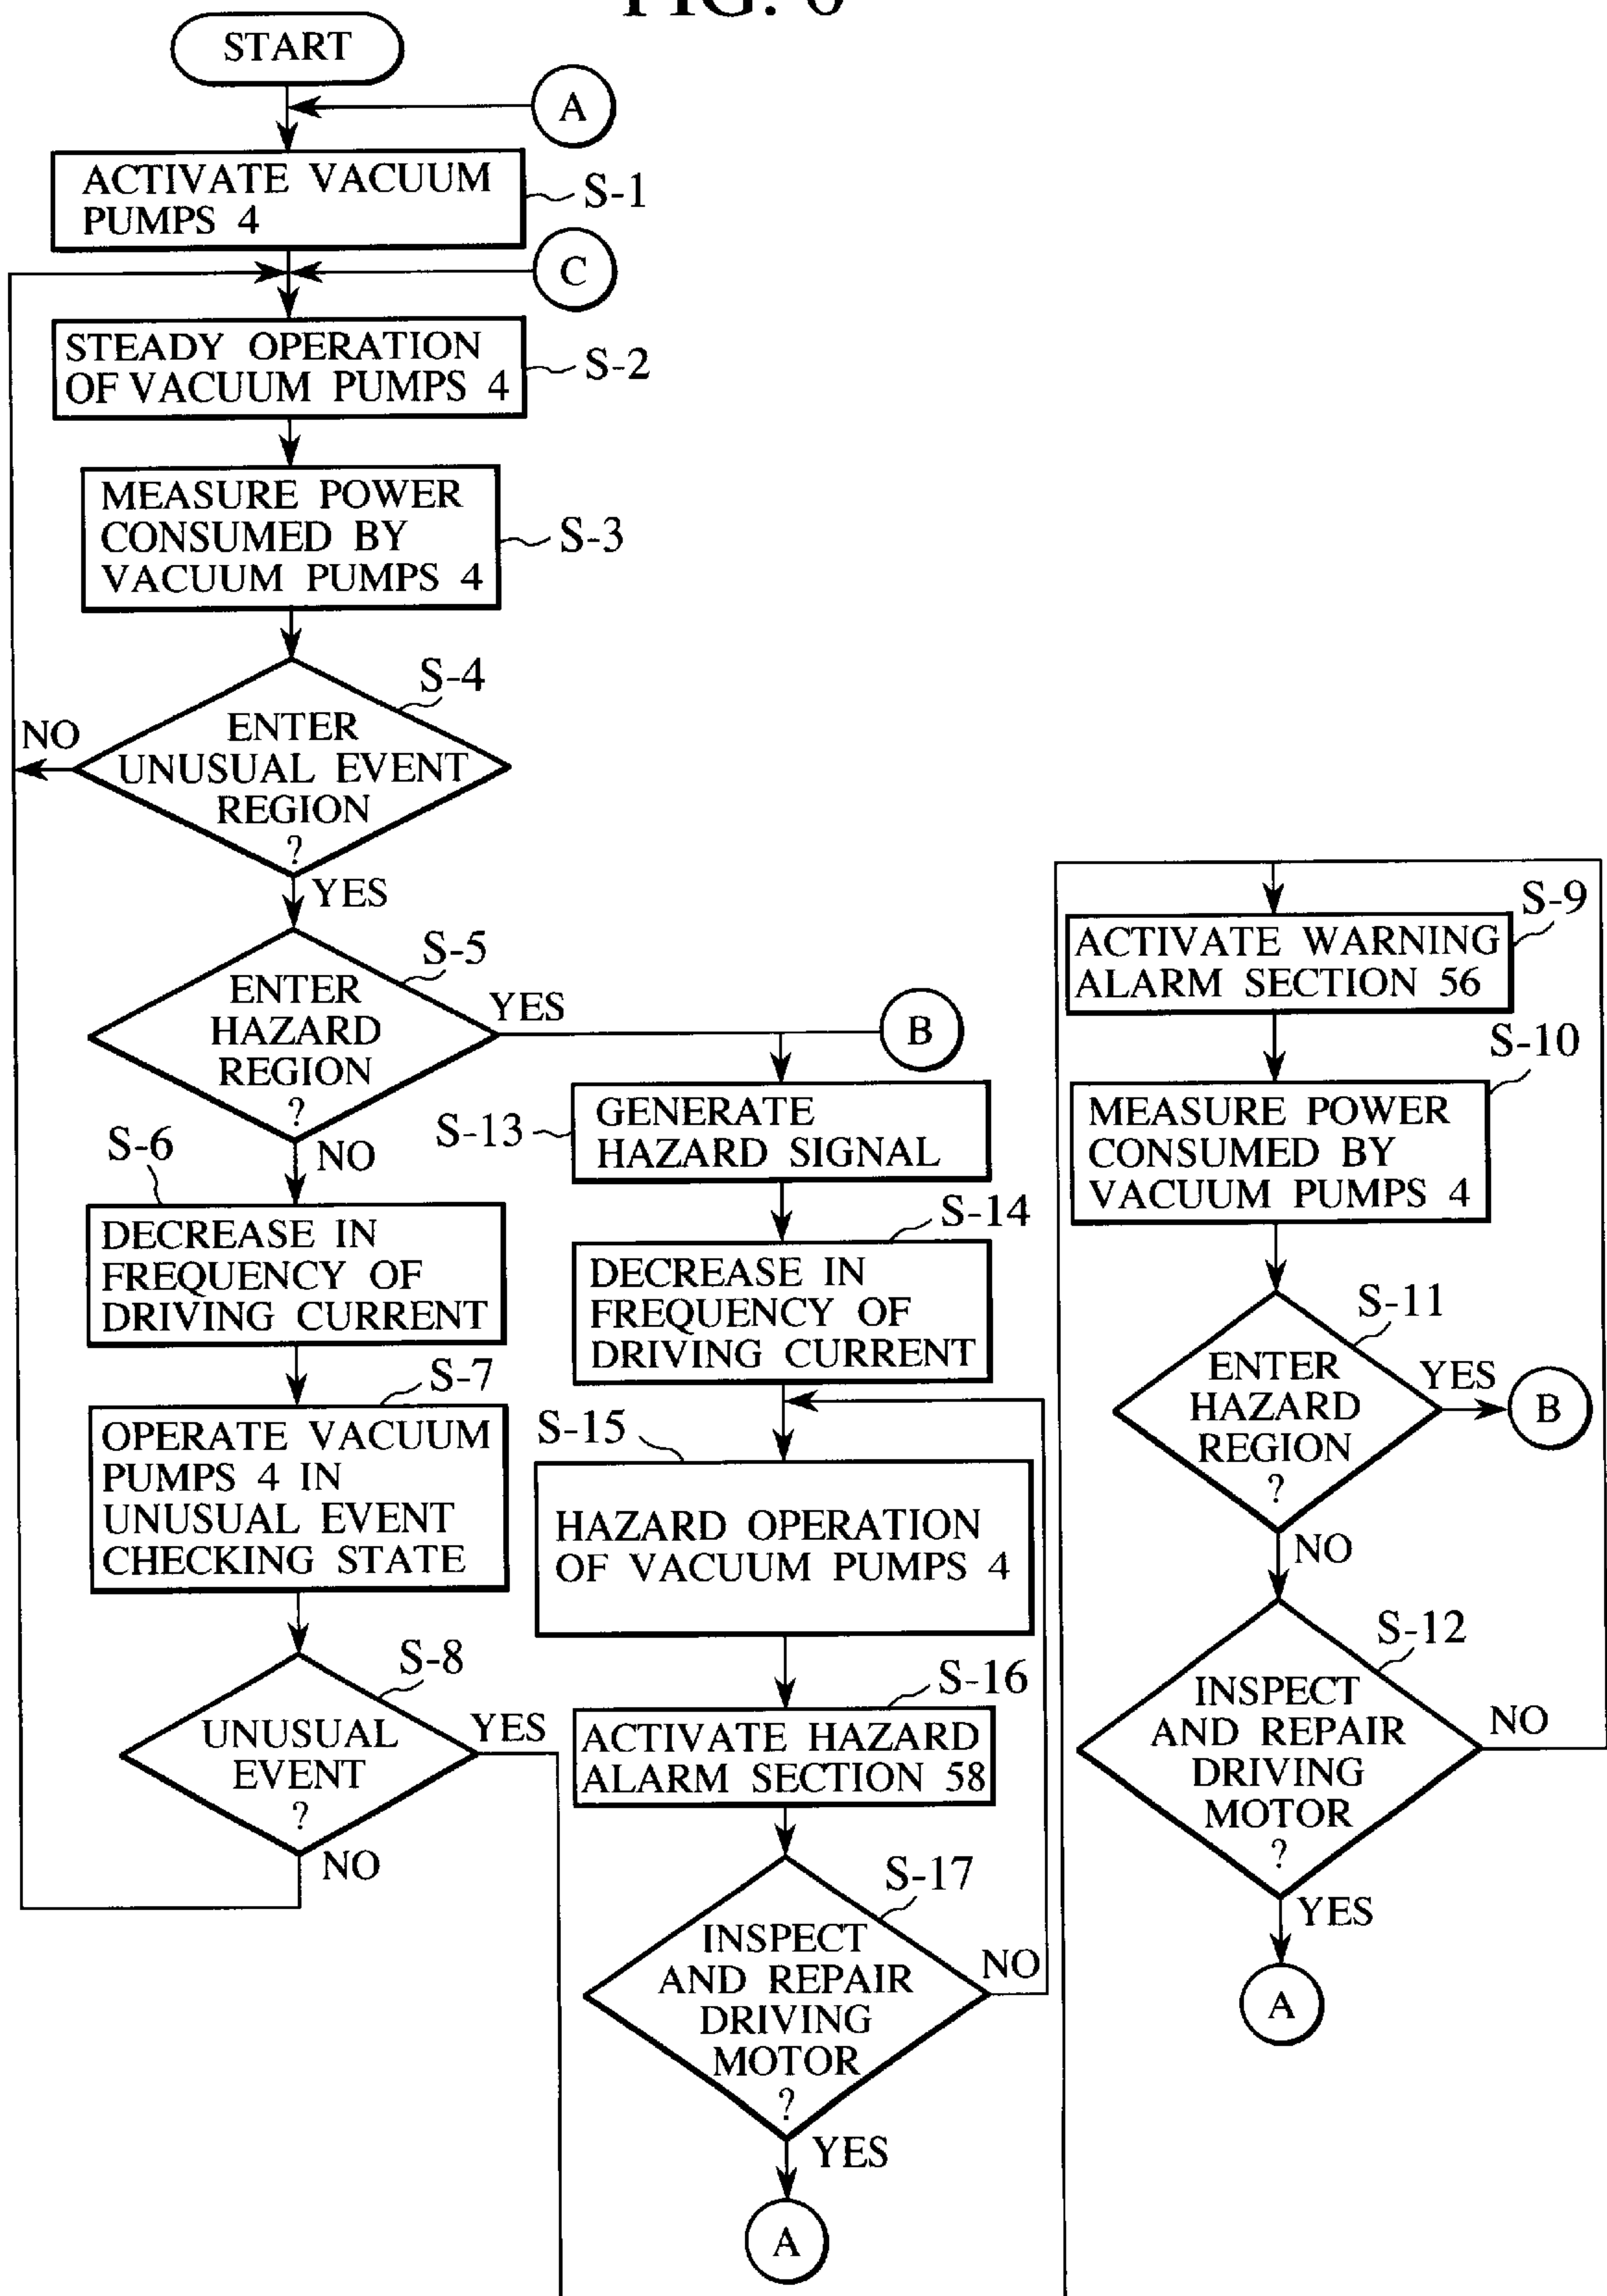 FIG. 6
START
A
ACTIVATE VACUUM
PUMPS 4
S-1
C
STEADY OPERATION
OF VACUUM PUMPS 4
S-2
MEASURE POWER
CONSUMED BY
VACUUM PUMPS 4
S-3
S-4
ENTER
UNUSUAL EVENT
REGION
?
NO
YES
S-5
ENTER
HAZARD
REGION
?
YES
B
NO
S-6
DECREASE IN
FREQUENCY OF
DRIVING CURRENT
S-7
OPERATE VACUUM
PUMPS 4 IN
UNUSUAL EVENT
CHECKING STATE
S-8
UNUSUAL
EVENT
?
YES
NO
S-13
GENERATE
HAZARD SIGNAL
S-14
DECREASE IN
FREQUENCY OF
DRIVING CURRENT
S-15
HAZARD OPERATION
OF VACUUM PUMPS 4
S-16
ACTIVATE HAZARD
ALARM SECTION 58
S-17
INSPECT
AND REPAIR
DRIVING
MOTOR
?
NO
YES
A
S-9
ACTIVATE WARNING
ALARM SECTION 56
S-10
MEASURE POWER
CONSUMED BY
VACUUM PUMPS 4
S-11
ENTER
HAZARD
REGION
?
YES
B
NO
S-12
INSPECT
AND REPAIR
DRIVING
MOTOR
?
NO
YES
A